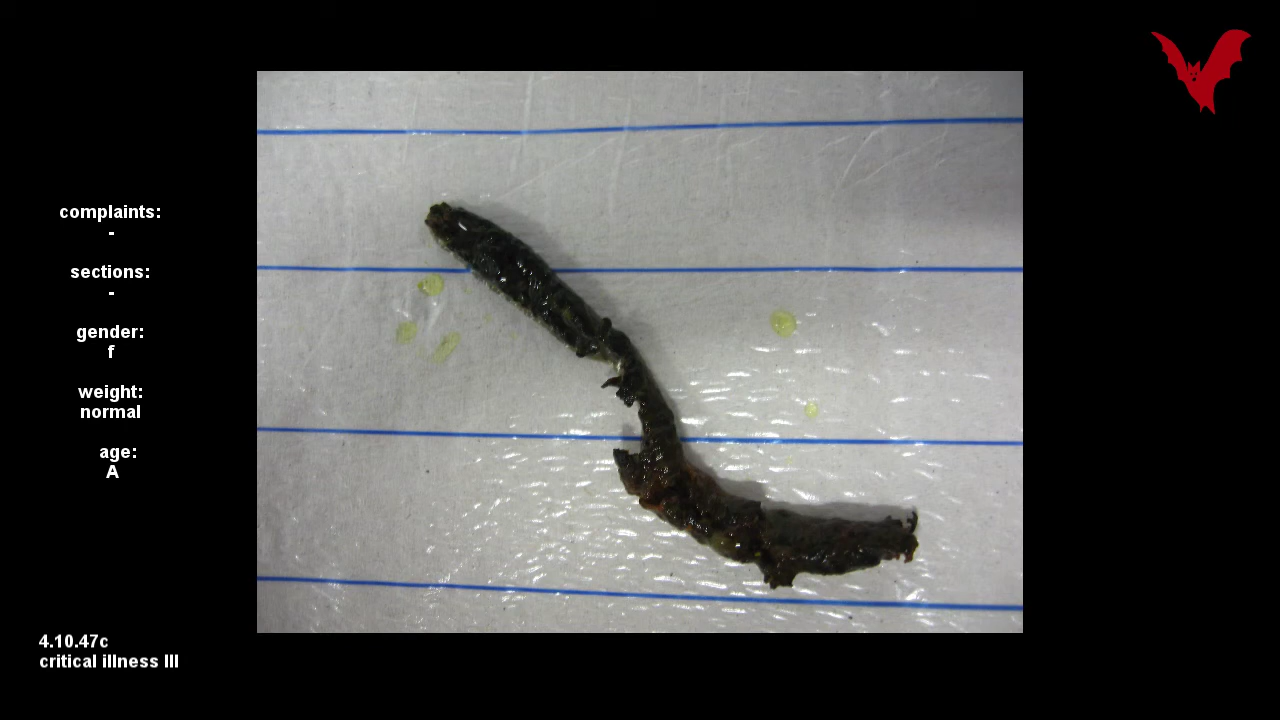 complaints:
-
sections:
-
gender:
f
weight:
normal
age:
A
4.10.47c
critical illness III